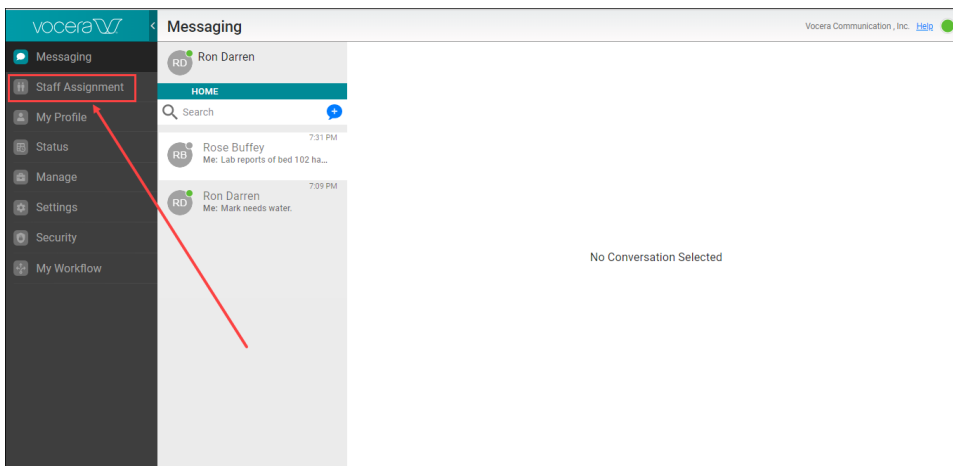 vocera
Messaging
Vocera Communication , Inc. Help
Messaging
Staff Assignment
My Profile
Status
Manage
Settings
Security
My Workflow
RD Ron Darren
HOME
Search
7:31 PM
RB Rose Buffey
Me: Lab reports of bed 102 ha...
7:09 PM
RD Ron Darren
Me: Mark needs water.
No Conversation Selected